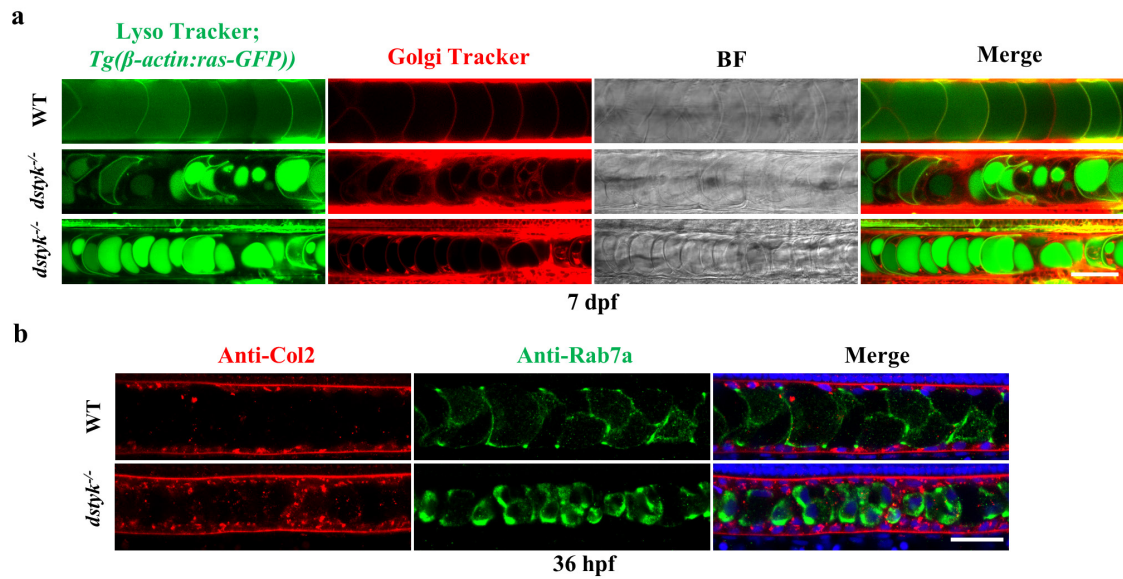 a
Lyso Tracker;
Tg(β-actin:ras-GFP))
Golgi Tracker
BF
Merge
WT
dstyk-/-
dstyk-/-
7 dpf
b
Anti-Col2
Anti-Rab7a
Merge
WT
dstyk-/-
36 hpf